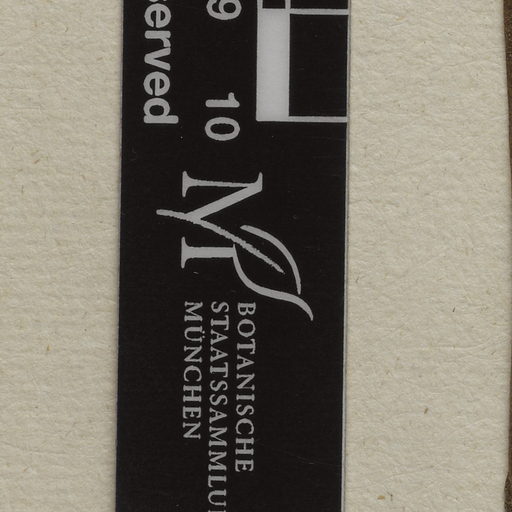 9 10
served
M
BOTANISCHE
STAATSSAMMLU
MÜNCHEN